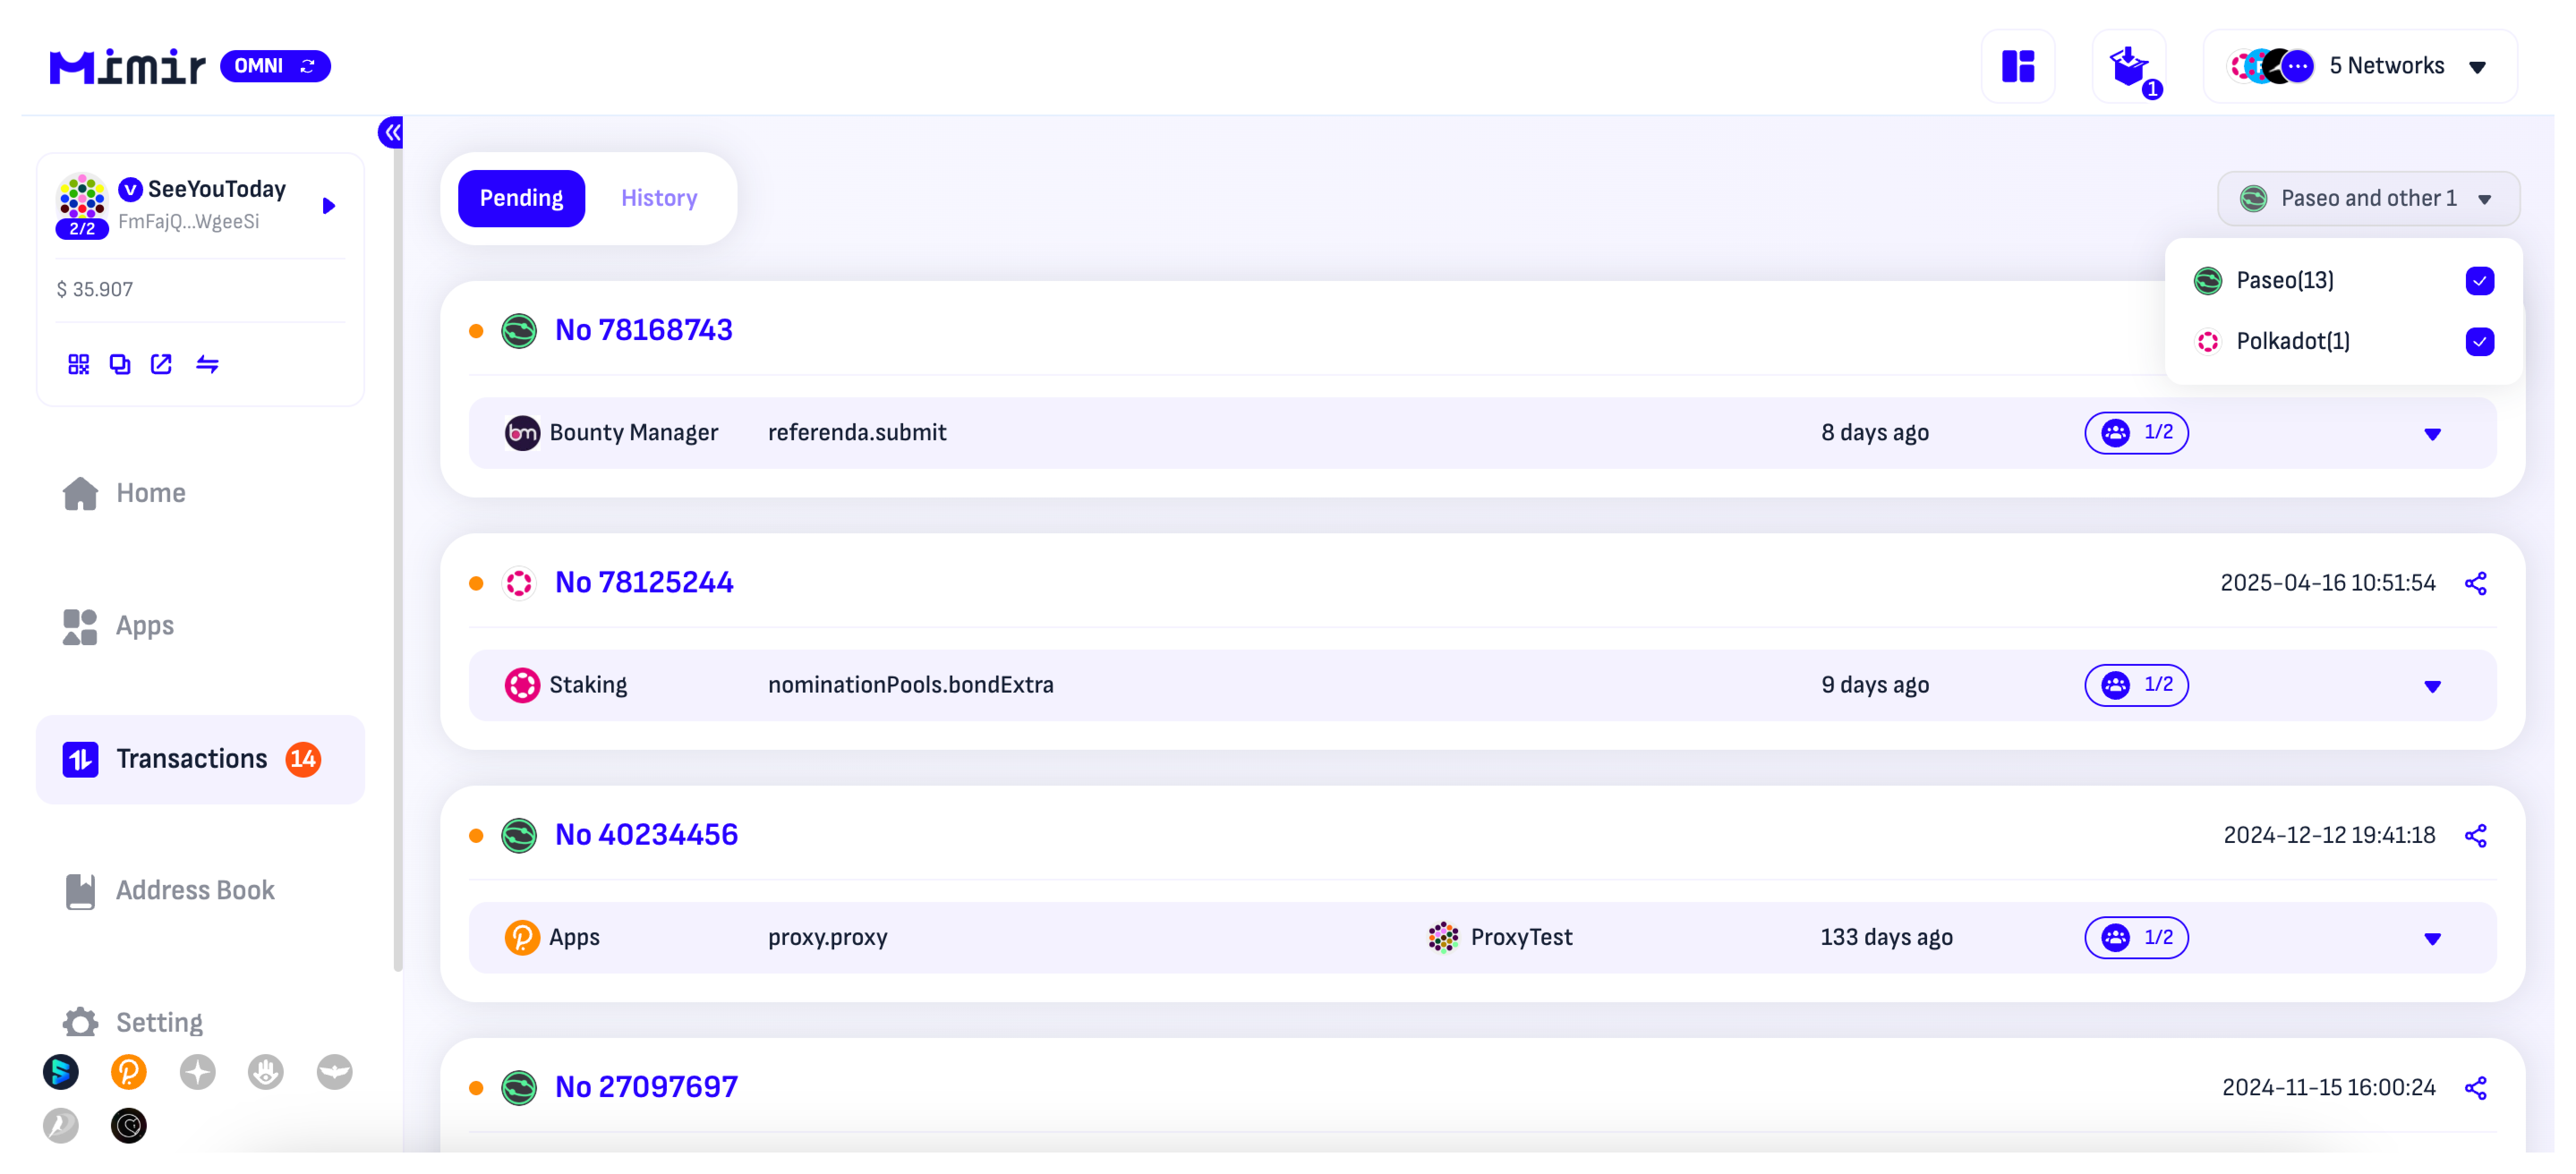 Mimir OMNI
1
5 Networks
SeeYouToday
FmFajQ...WgeeSi
2/2
$ 35.907
Home
Apps
Transactions 14
Address Book
Setting
Pending History
Paseo and other 1
Paseo(13)
Polkadot(1)
No 78168743
bm Bounty Manager referenda.submit 8 days ago 1/2
No 78125244 2025-04-16 10:51:54
Staking nominationPools.bondExtra 9 days ago 1/2
No 40234456 2024-12-12 19:41:18
Apps proxy.proxy ProxyTest 133 days ago 1/2
No 27097697 2024-11-15 16:00:24